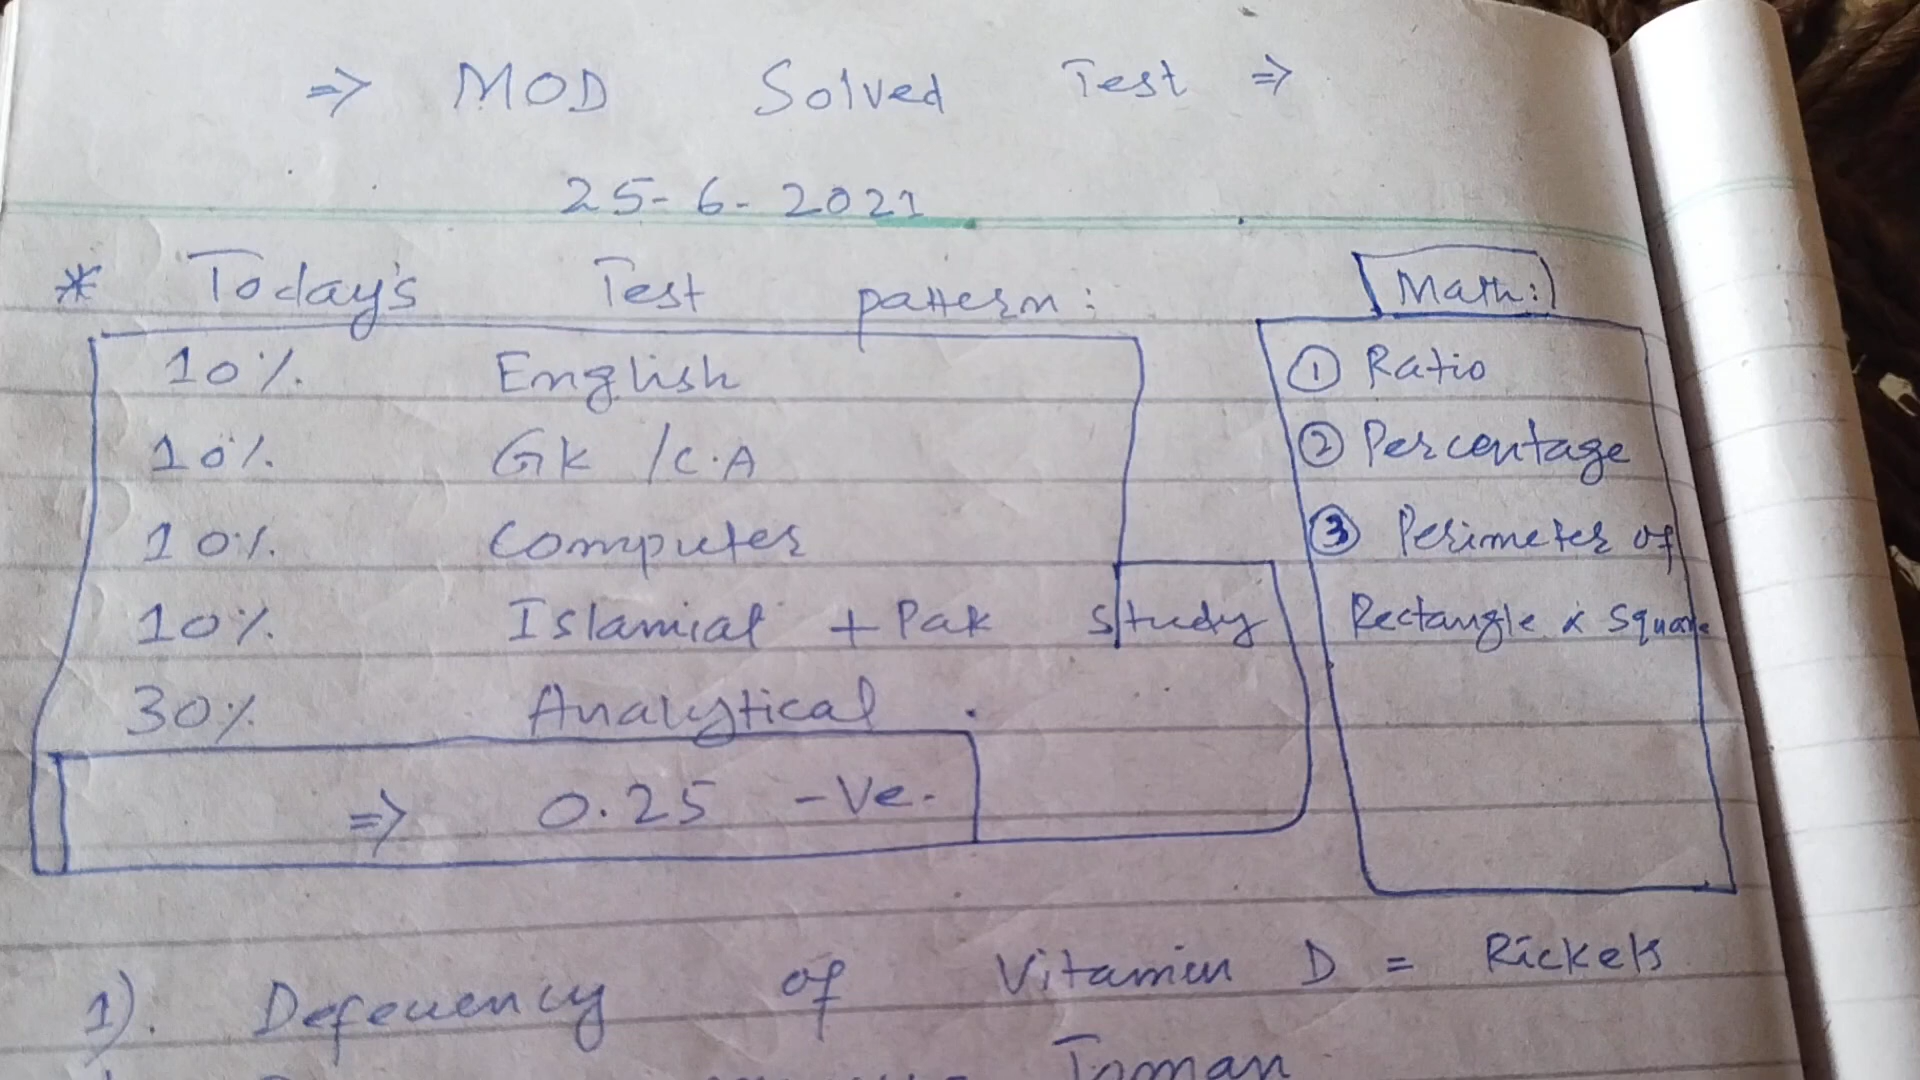 ⇒ MOD Solved Test ⇒
25-6-2021
* Today's Test pattern:
10% English
10% GK / C.A
10% Computer
10% Islamiat + Pak Study
30% Analytical.
⇒ 0.25 -Ve.
Math:
① Ratio
② Percentage
③ Perimeter of
Rectangle & Square
1). Defeuency of Vitamin D = Rickets
Toman